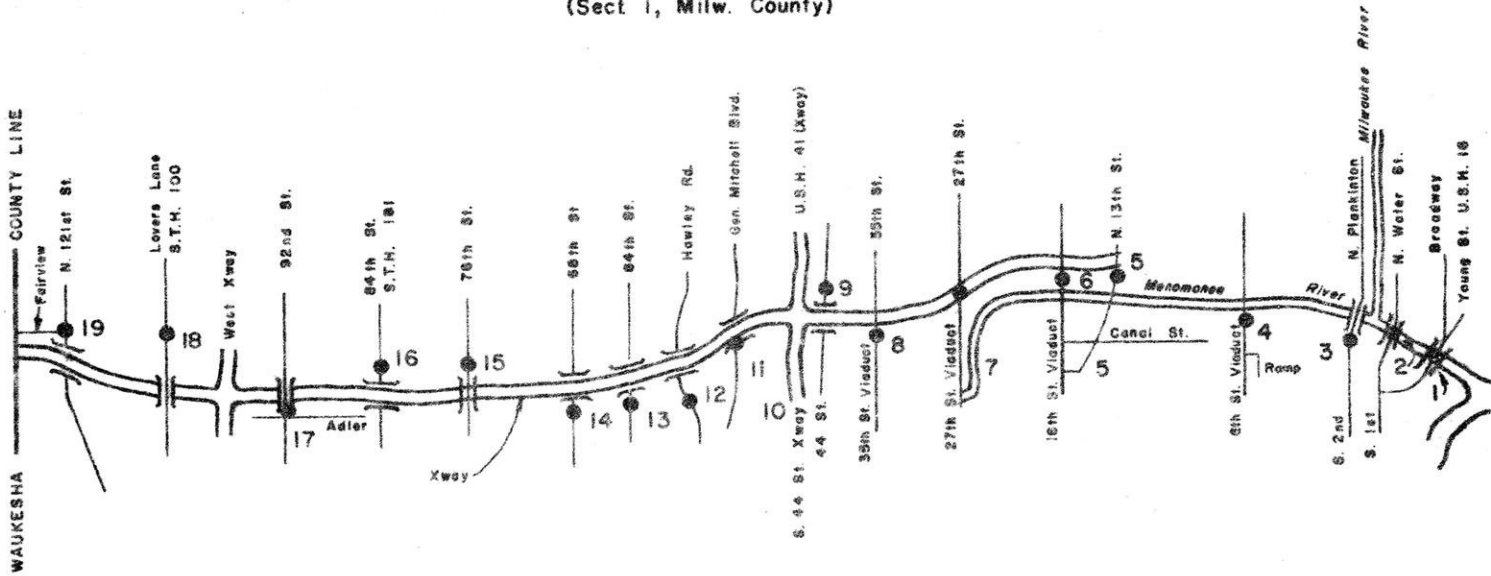 (Sect 1, Milw. County)
WAUKESHA COUNTY LINE
Fairview
N. 121st St.
19
Lovers Lane
S.T.H. 100
18
West Xway
92nd St.
17
Adler
84th St.
S.T.H. 181
16
76th St.
15
Xway
68th St
14
64th St.
13
Hawley Rd.
12
Gen. Mitchell Blvd.
11
U.S.H. 41 (Xway)
10
S. 44 St. Xway
44 St.
9
35th St.
8
35th St. Viaduct
27th St.
27th St. Viaduct
7
6
16th St. Viaduct
N. 13th St.
5
5
Canal St.
Menomonee River
4
6th St. Viaduct
Ramp
N. Plankinton
Milwaukee River
3
S. 2nd
S. 1st
N. Water St.
2
Broadway
Young St. U.S.H. 18
1